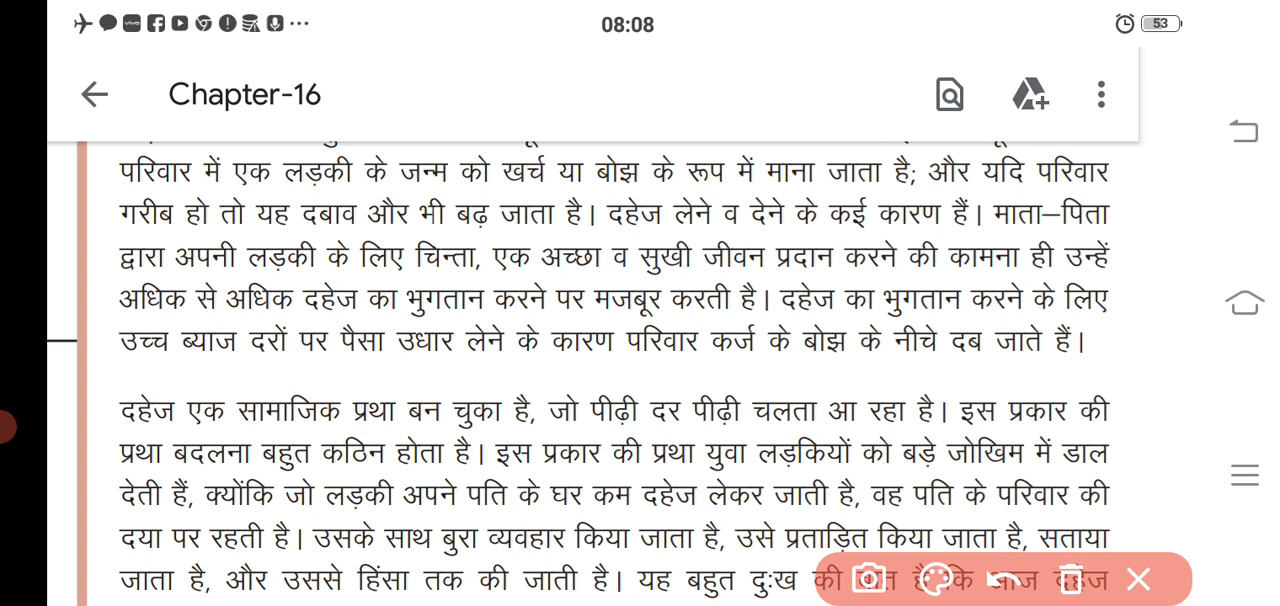 08:08
53
Chapter-16
परिवार में एक लड़की के जन्म को खर्च या बोझ के रूप में माना जाता है; और यदि परिवार
गरीब हो तो यह दबाव और भी बढ़ जाता है। दहेज लेने व देने के कई कारण हैं। माता–पिता
द्वारा अपनी लड़की के लिए चिन्ता, एक अच्छा व सुखी जीवन प्रदान करने की कामना ही उन्हें
अधिक से अधिक दहेज का भुगतान करने पर मजबूर करती है। दहेज का भुगतान करने के लिए
उच्च ब्याज दरों पर पैसा उधार लेने के कारण परिवार कर्ज के बोझ के नीचे दब जाते हैं।
दहेज एक सामाजिक प्रथा बन चुका है, जो पीढ़ी दर पीढ़ी चलता आ रहा है। इस प्रकार की
प्रथा बदलना बहुत कठिन होता है। इस प्रकार की प्रथा युवा लड़कियों को बड़े जोखिम में डाल
देती हैं, क्योंकि जो लड़की अपने पति के घर कम दहेज लेकर जाती है, वह पति के परिवार की
दया पर रहती है। उसके साथ बुरा व्यवहार किया जाता है, उसे प्रताड़ित किया जाता है, सताया
जाता है, और उससे हिंसा तक की जाती है। यह बहुत दुःख की बात है कि आज दहेज